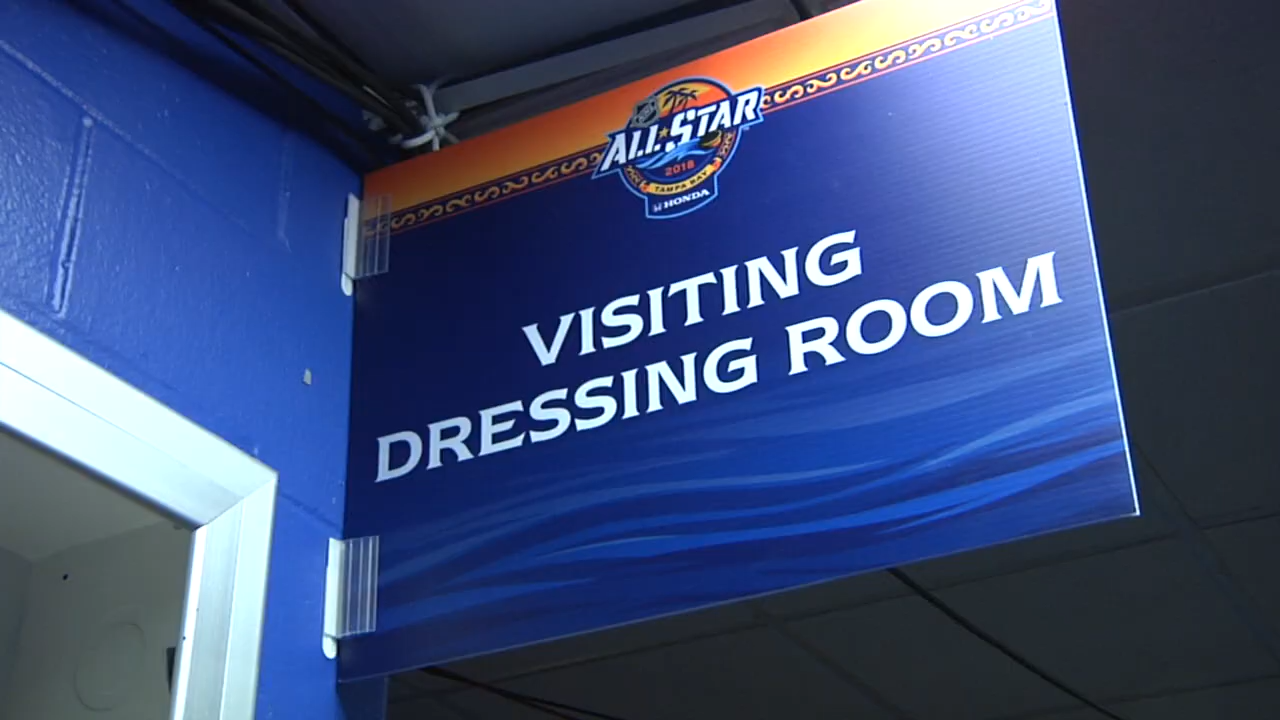 ALL★STAR
2018
TAMPA BAY
HONDA
VISITING
DRESSING ROOM